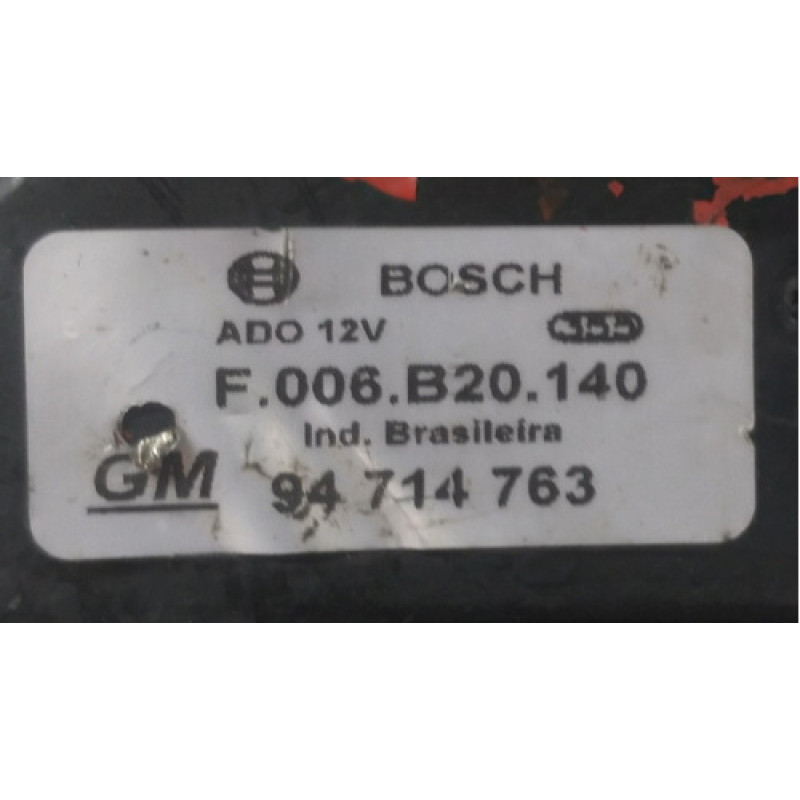 BOSCH
ADO 12V
F.006.B20.140
Ind. Brasileira
GM 94 714 763